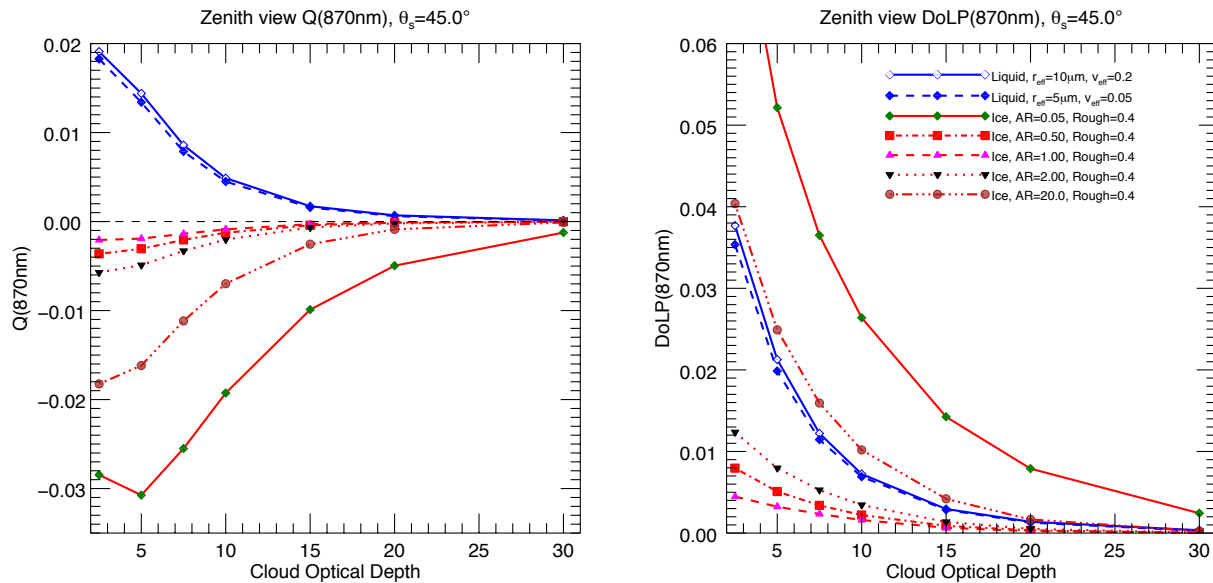 Zenith view Q(870nm), θs=45.0°
0.02
0.01
0.00
−0.01
−0.02
−0.03
Q(870nm)
5 10 15 20 25 30
Cloud Optical Depth
Zenith view DoLP(870nm), θs=45.0°
0.06
0.05
0.04
0.03
0.02
0.01
0.00
DoLP(870nm)
Liquid, reff=10μm, veff=0.2
Liquid, reff=5μm, veff=0.05
Ice, AR=0.05, Rough=0.4
Ice, AR=0.50, Rough=0.4
Ice, AR=1.00, Rough=0.4
Ice, AR=2.00, Rough=0.4
Ice, AR=20.0, Rough=0.4
5 10 15 20 25 30
Cloud Optical Depth